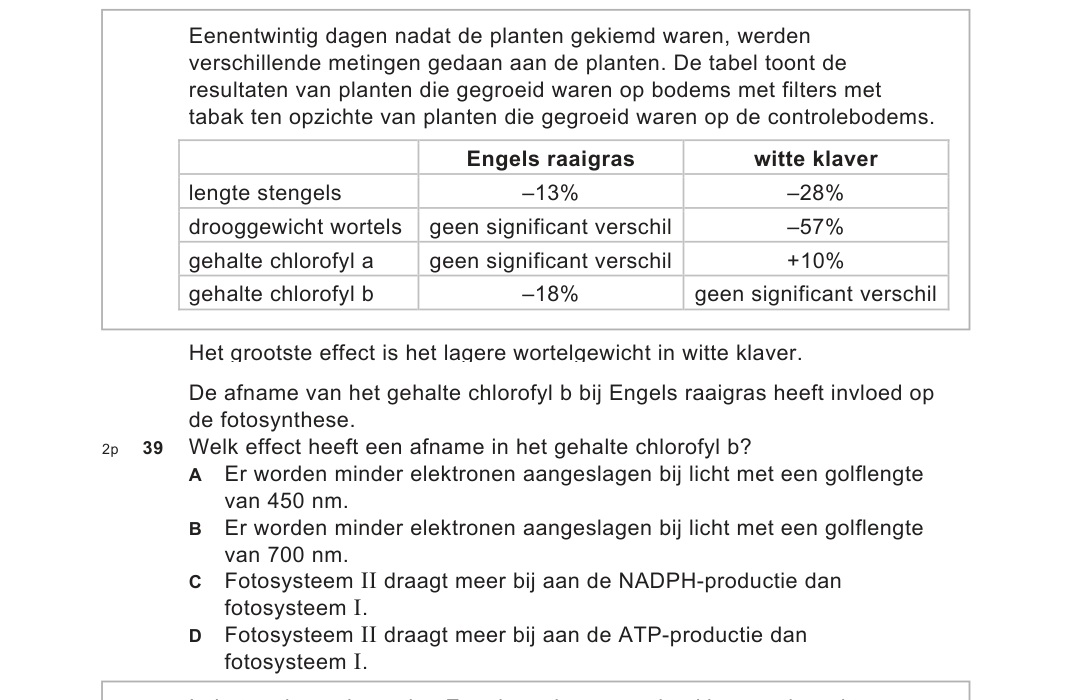 Eenentwintig dagen nadat de planten gekiemd waren, werden
verschillende metingen gedaan aan de planten. De tabel toont de
resultaten van planten die gegroeid waren op bodems met filters met
tabak ten opzichte van planten die gegroeid waren op de controlebodems.
Engels raaigras witte klaver
lengte stengels –13% –28%
drooggewicht wortels geen significant verschil –57%
gehalte chlorofyl a geen significant verschil +10%
gehalte chlorofyl b –18% geen significant verschil
Het grootste effect is het lagere wortelgewicht in witte klaver.
De afname van het gehalte chlorofyl b bij Engels raaigras heeft invloed op
de fotosynthese.
2p 39 Welk effect heeft een afname in het gehalte chlorofyl b?
A Er worden minder elektronen aangeslagen bij licht met een golflengte
van 450 nm.
B Er worden minder elektronen aangeslagen bij licht met een golflengte
van 700 nm.
C Fotosysteem II draagt meer bij aan de NADPH-productie dan
fotosysteem I.
D Fotosysteem II draagt meer bij aan de ATP-productie dan
fotosysteem I.